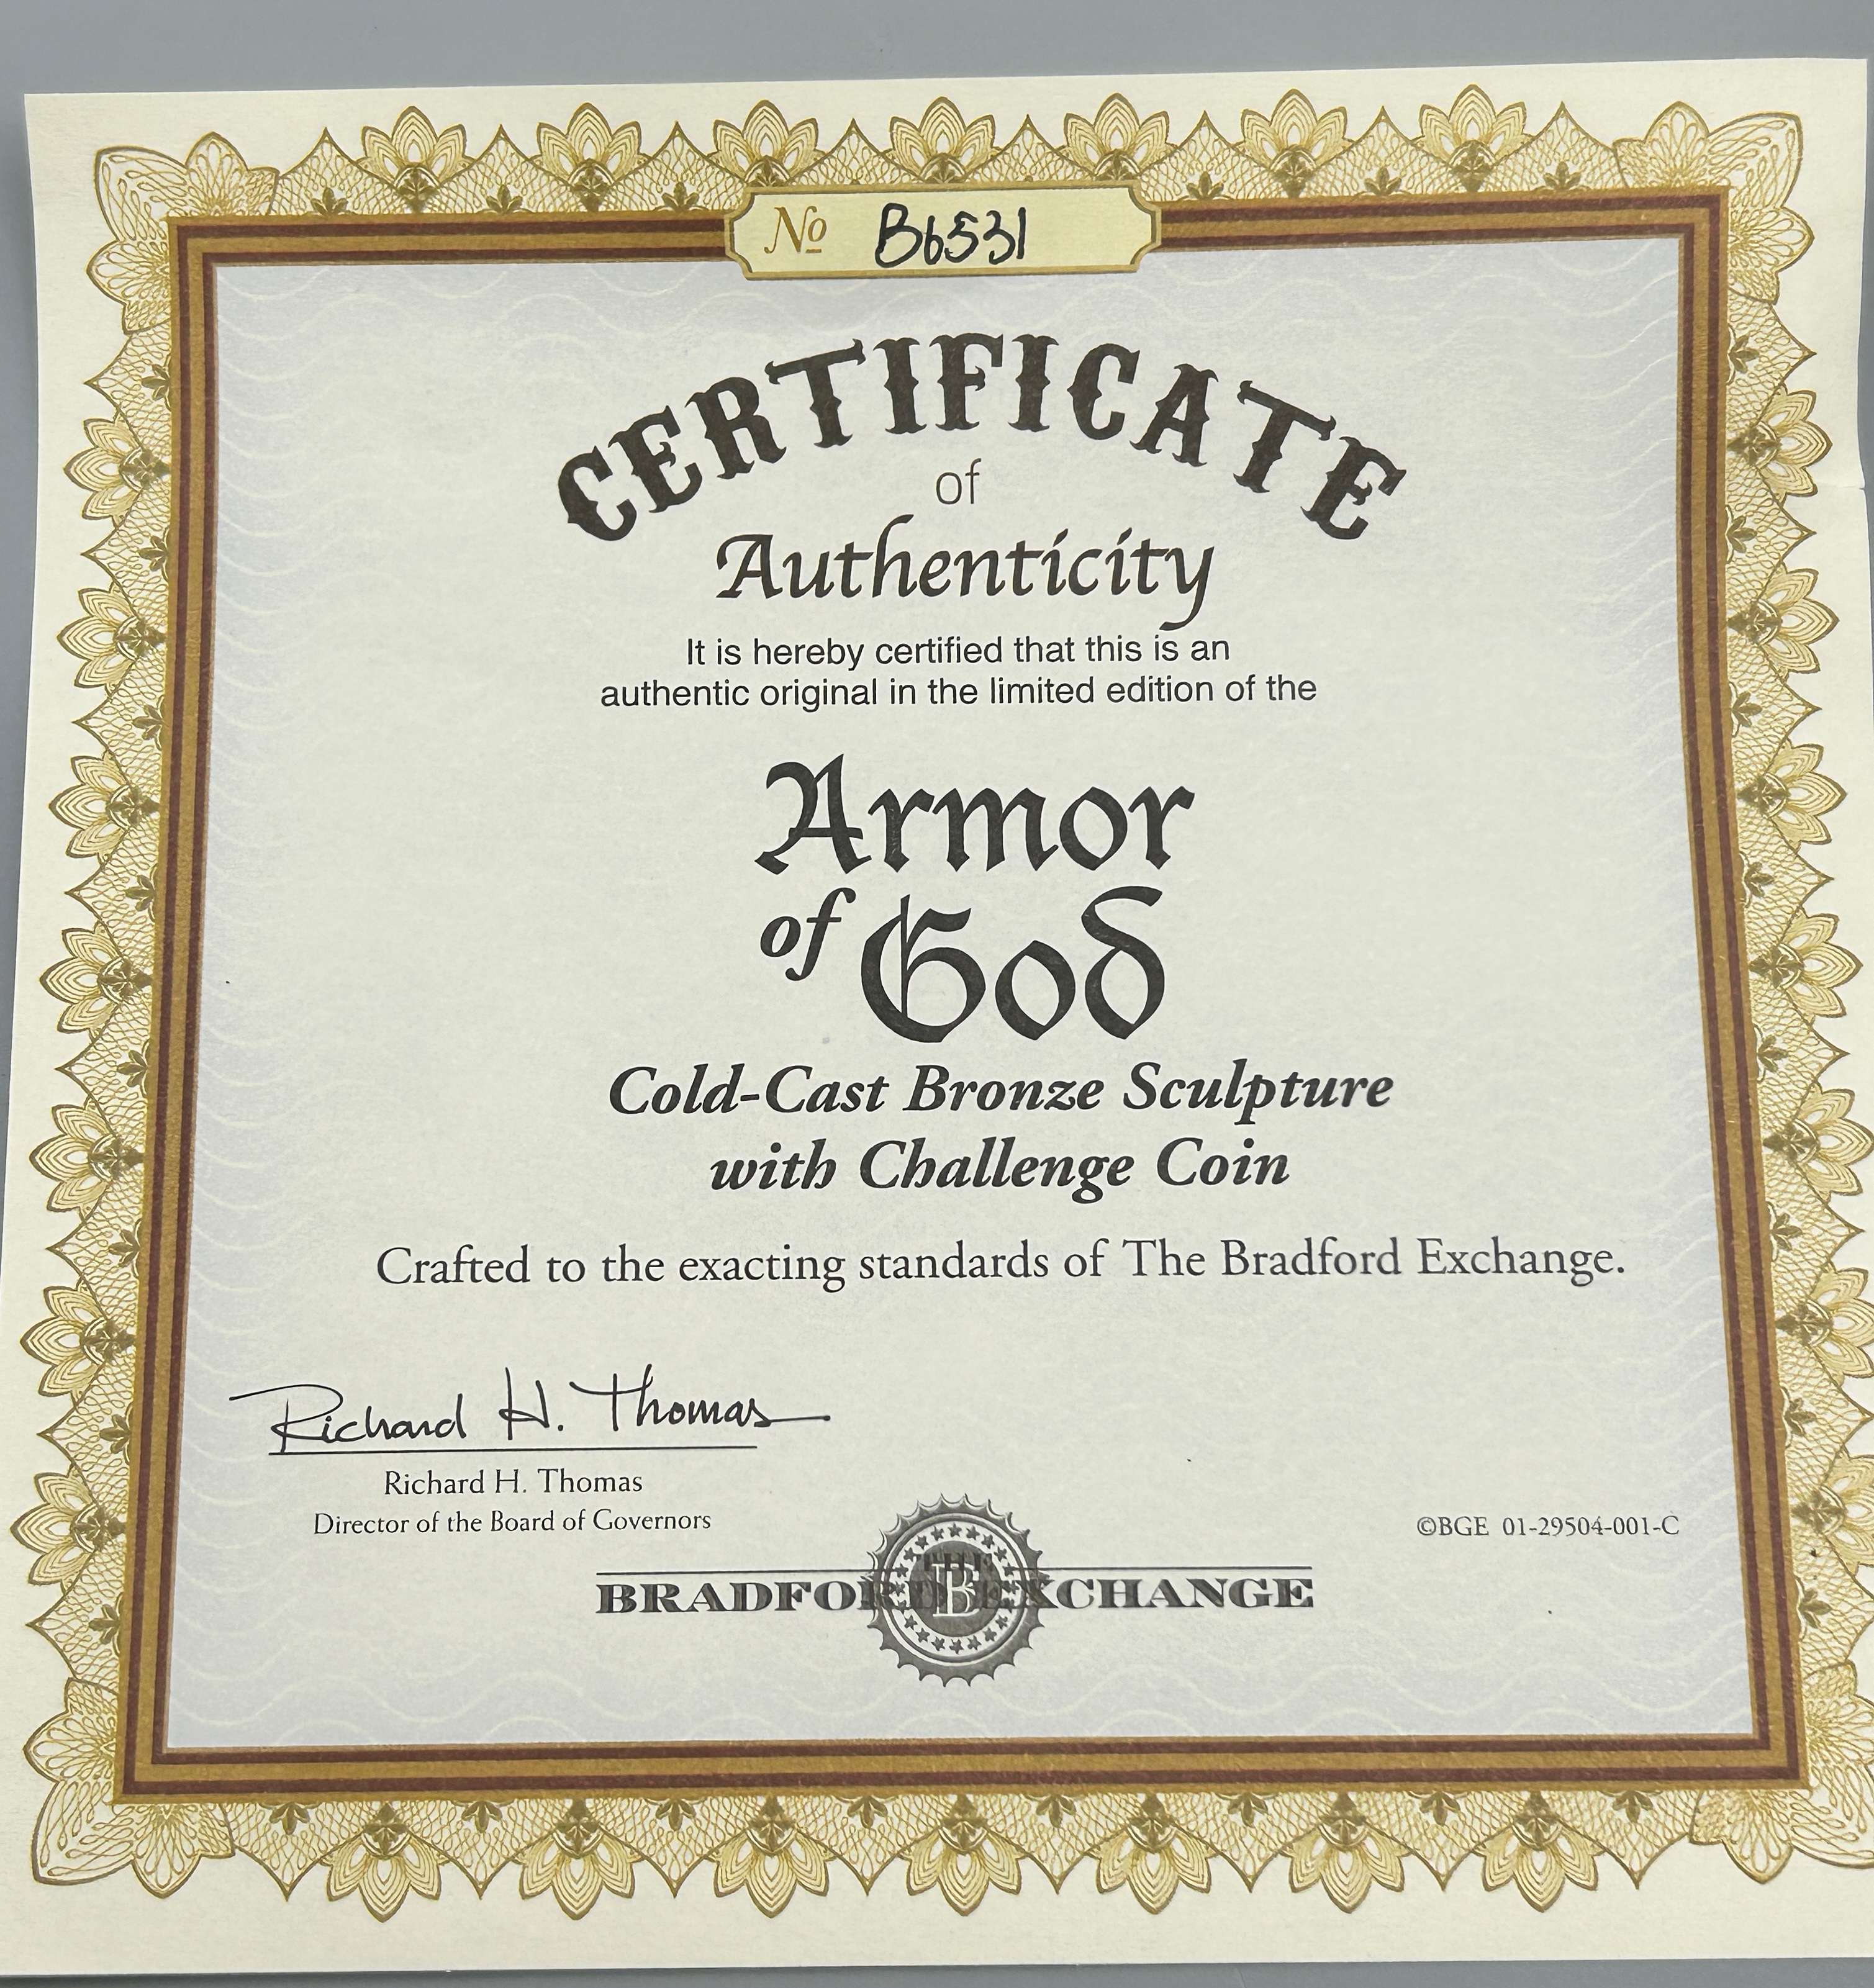 No B6531
CERTIFICATE
of
Authenticity
It is hereby certified that this is an
authentic original in the limited edition of the
Armor
of God
Cold-Cast Bronze Sculpture
with Challenge Coin
Crafted to the exacting standards of The Bradford Exchange.
Richard H. Thomas
Richard H. Thomas
Director of the Board of Governors
©BGE 01-29504-001-C
THE
B
BRADFORD EXCHANGE